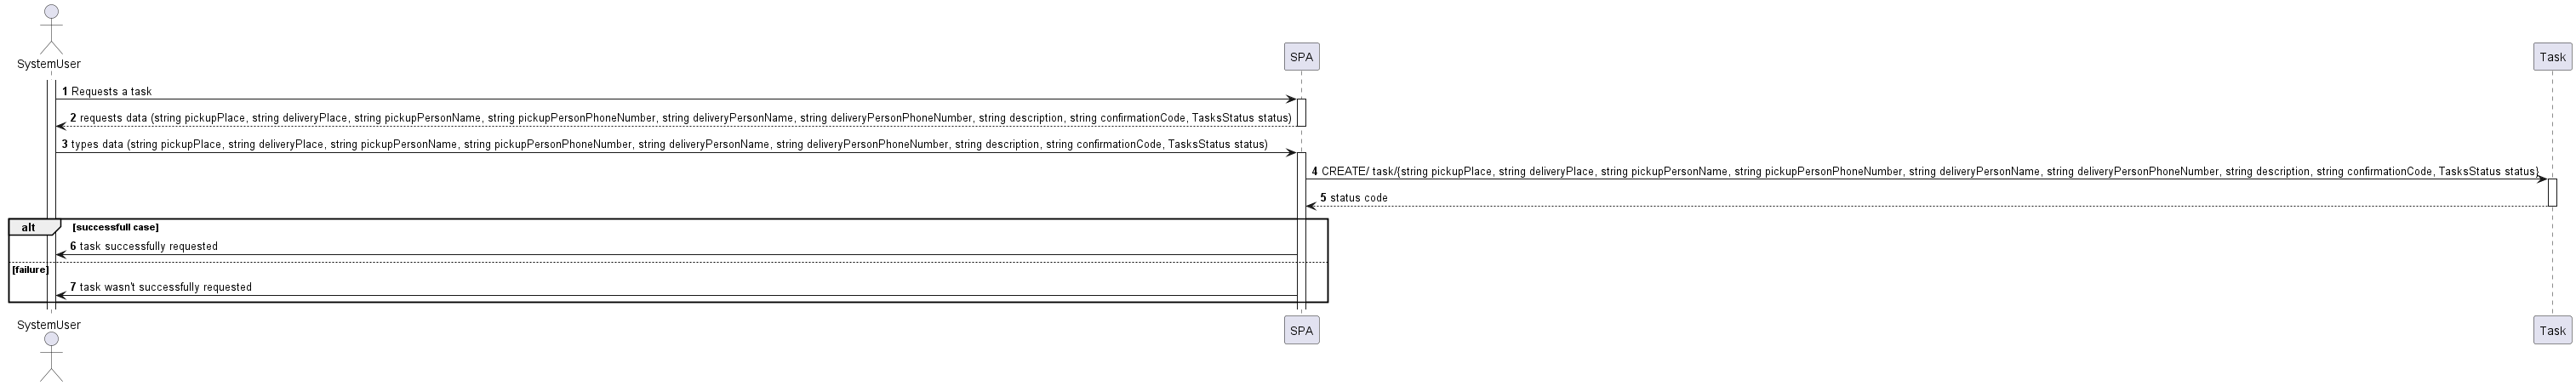 SystemUser
SPA
Task
1 Requests a task
2 requests data (string pickupPlace, string deliveryPlace, string pickupPersonName, string pickupPersonPhoneNumber, string deliveryPersonName, string deliveryPersonPhoneNumber, string description, string confirmationCode, TasksStatus status)
3 types data (string pickupPlace, string deliveryPlace, string pickupPersonName, string pickupPersonPhoneNumber, string deliveryPersonName, string deliveryPersonPhoneNumber, string description, string confirmationCode, TasksStatus status)
4 CREATE/ task/{string pickupPlace, string deliveryPlace, string pickupPersonName, string pickupPersonPhoneNumber, string deliveryPersonName, string deliveryPersonPhoneNumber, string description, string confirmationCode, TasksStatus status}
5 status code
alt [successfull case]
6 task successfully requested
[failure]
7 task wasn't successfully requested
SystemUser
SPA
Task